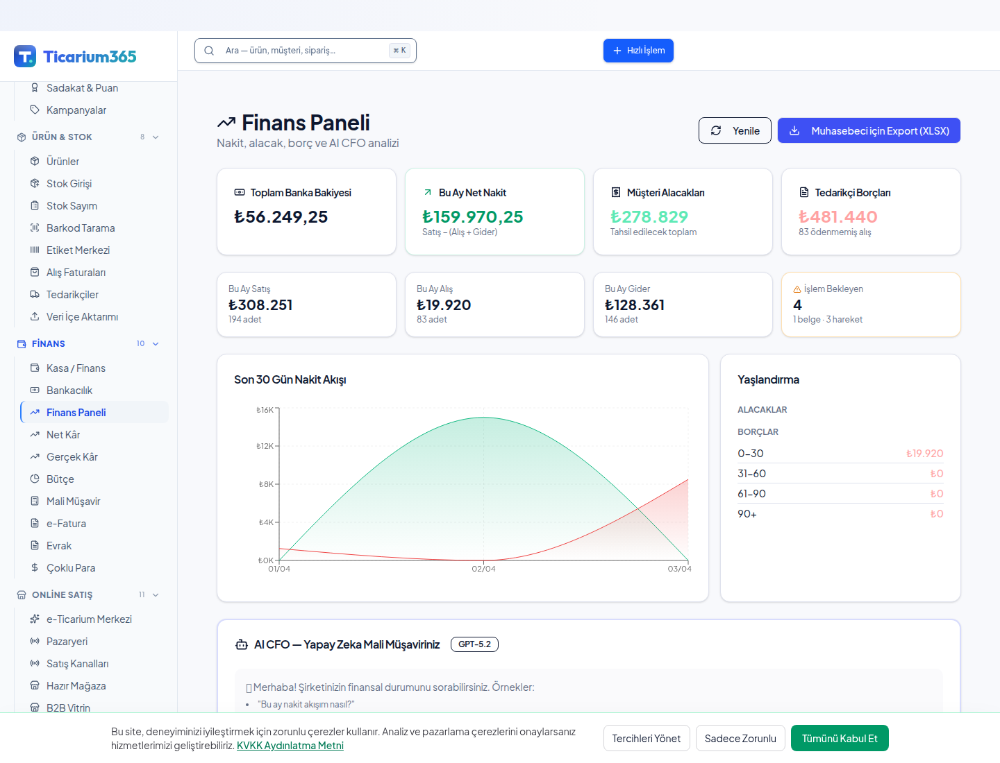 Ticarium365
Ara — ürün, müşteri, sipariş...
⌘ K
Hızlı İşlem
Sadakat & Puan
Kampanyalar
ÜRÜN & STOK 8
Ürünler
Stok Girişi
Stok Sayım
Barkod Tarama
Etiket Merkezi
Alış Faturaları
Tedarikçiler
Veri İçe Aktarımı
FİNANS 10
Kasa / Finans
Bankacılık
Finans Paneli
Net Kâr
Gerçek Kâr
Bütçe
Mali Müşavir
e-Fatura
Evrak
Çoklu Para
ONLİNE SATIŞ 11
e-Ticarium Merkezi
Pazaryeri
Satış Kanalları
Hazır Mağaza
B2B Vitrin
Finans Paneli
Nakit, alacak, borç ve AI CFO analizi
Yenile
Muhasebeci için Export (XLSX)
Toplam Banka Bakiyesi
₺56.249,25
Bu Ay Net Nakit
₺159.970,25
Satış − (Alış + Gider)
Müşteri Alacakları
₺278.829
Tahsil edilecek toplam
Tedarikçi Borçları
₺481.440
83 ödenmemiş alış
Bu Ay Satış
₺308.251
194 adet
Bu Ay Alış
₺19.920
83 adet
Bu Ay Gider
₺128.361
146 adet
İşlem Bekleyen
4
1 belge · 3 hareket
Son 30 Gün Nakit Akışı
₺16K
₺12K
₺8K
₺4K
₺0K
01/04 02/04 03/04
Yaşlandırma
ALACAKLAR
BORÇLAR
0–30 ₺19.920
31–60 ₺0
61–90 ₺0
90+ ₺0
AI CFO — Yapay Zeka Mali Müşaviriniz GPT-5.2
Merhaba! Şirketinizin finansal durumunu sorabilirsiniz. Örnekler:
• "Bu ay nakit akışım nasıl?"
Bu site, deneyiminizi iyileştirmek için zorunlu çerezler kullanır. Analiz ve pazarlama çerezlerini onaylarsanız
hizmetlerimizi geliştirebiliriz. KVKK Aydınlatma Metni
Tercihleri Yönet
Sadece Zorunlu
Tümünü Kabul Et